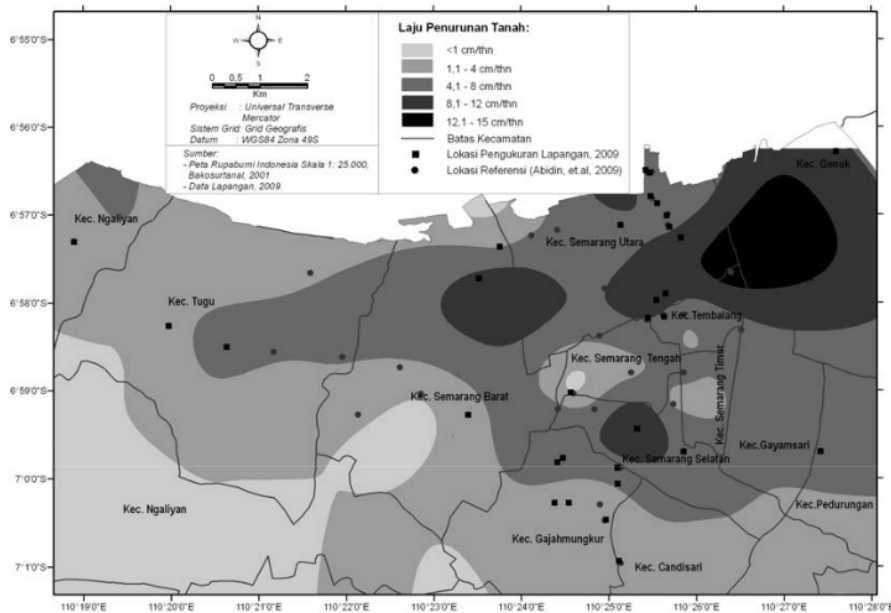 N
W
E
S
0 0.5 1 2
Km
Proyeksi : Universal Transverse
Mercator
Sistem Grid: Grid Geografis
Datum : WGS84 Zona 49S
Sumber:
- Peta Rupabumi Indonesia Skala 1: 25.000,
Bakosurtanal, 2001
- Data Lapangan, 2009
Laju Penurunan Tanah:
<1 cm/thn
1,1 - 4 cm/thn
4,1 - 8 cm/thn
8,1 - 12 cm/thn
12,1 - 15 cm/thn
Batas Kecamatan
Lokasi Pengukuran Lapangan, 2009
Lokasi Referensi (Abidin, et.al, 2009)
6°55'0"S
6°56'0"S
6°57'0"S
6°58'0"S
6°59'0"S
7°0'0"S
7°1'0"S
Kec. Genuk
Kec. Ngaliyan
Kec. Semarang Utara
Kec. Tugu
Kec.Tembalang
Kec. Semarang Tengah
Kec. Semarang Timur
Kec. Semarang Barat
Kec. Semarang Selatan
Kec.Gayamsari
Kec. Ngaliyan
Kec.Pedurungan
Kec. Gajahmungkur
Kec. Candisari
110°19'0"E 110°20'0"E 110°21'0"E 110°22'0"E 110°23'0"E 110°24'0"E 110°25'0"E 110°26'0"E 110°27'0"E 110°28'0"E